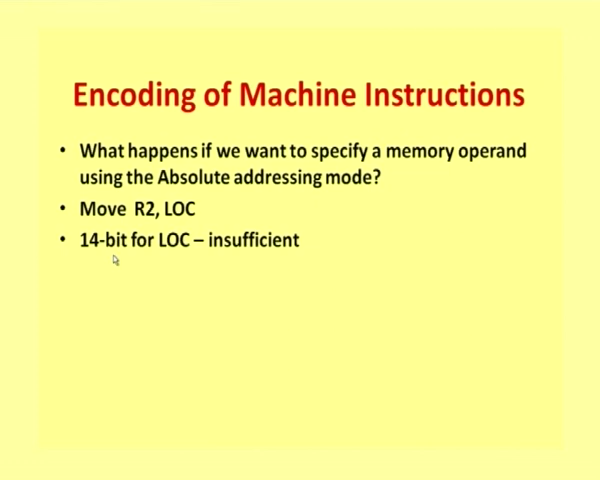 Encoding of Machine Instructions
• What happens if we want to specify a memory operand
using the Absolute addressing mode?
• Move R2, LOC
• 14-bit for LOC – insufficient